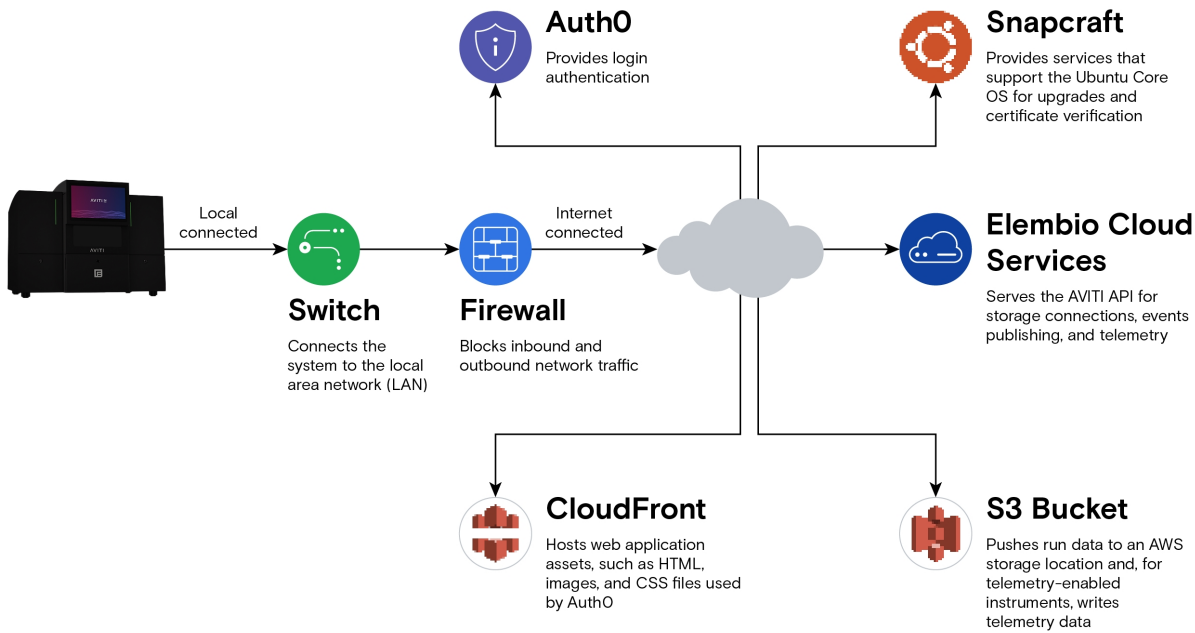 Auth0
Provides login
authentication
Snapcraft
Provides services that
support the Ubuntu Core
OS for upgrades and
certificate verification
AVITI
Local
connected
Internet
connected
Elembio Cloud
Services
Serves the AVITI API for
storage connections, events
publishing, and telemetry
Switch
Connects the
system to the local
area network (LAN)
Firewall
Blocks inbound and
outbound network traffic
CloudFront
Hosts web application
assets, such as HTML,
images, and CSS files used
by Auth0
S3 Bucket
Pushes run data to an AWS
storage location and, for
telemetry-enabled
instruments, writes
telemetry data